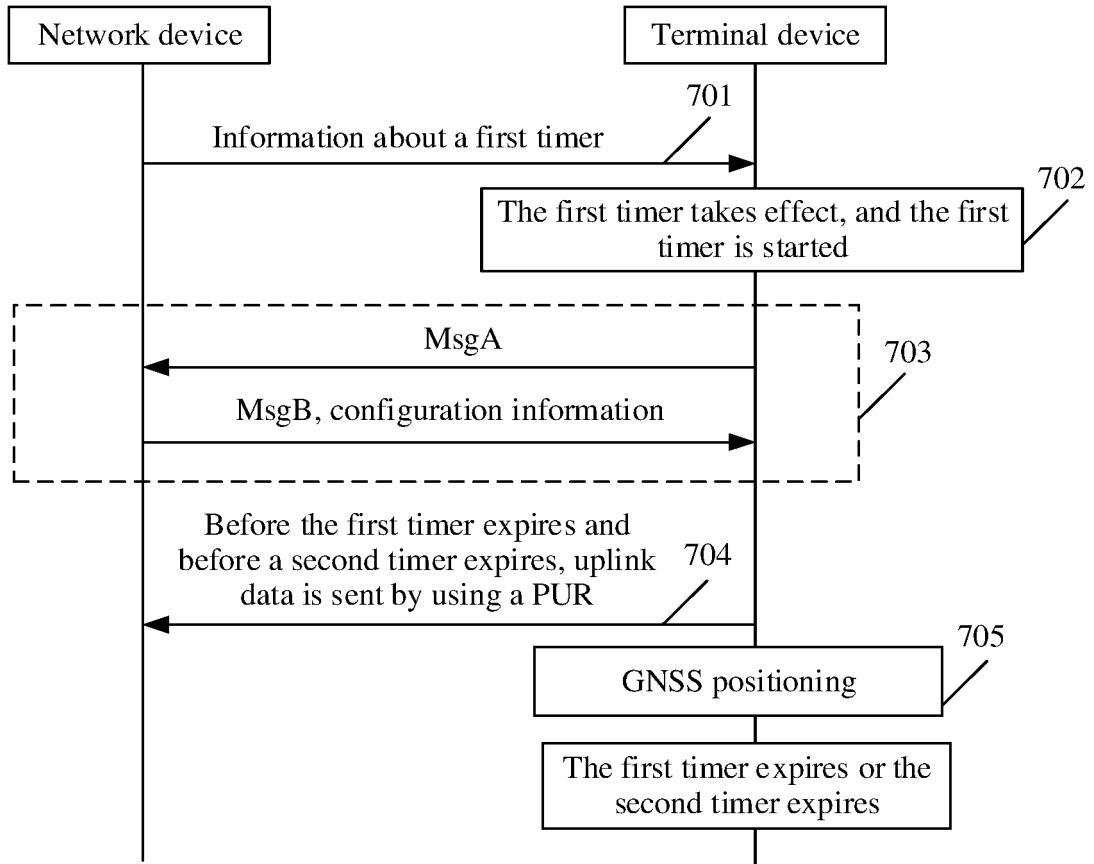 Network device
Terminal device
701
Information about a first timer
702
The first timer takes effect, and the first
timer is started
MsgA
703
MsgB, configuration information
Before the first timer expires and
before a second timer expires, uplink
data is sent by using a PUR
704
705
GNSS positioning
The first timer expires or the
second timer expires